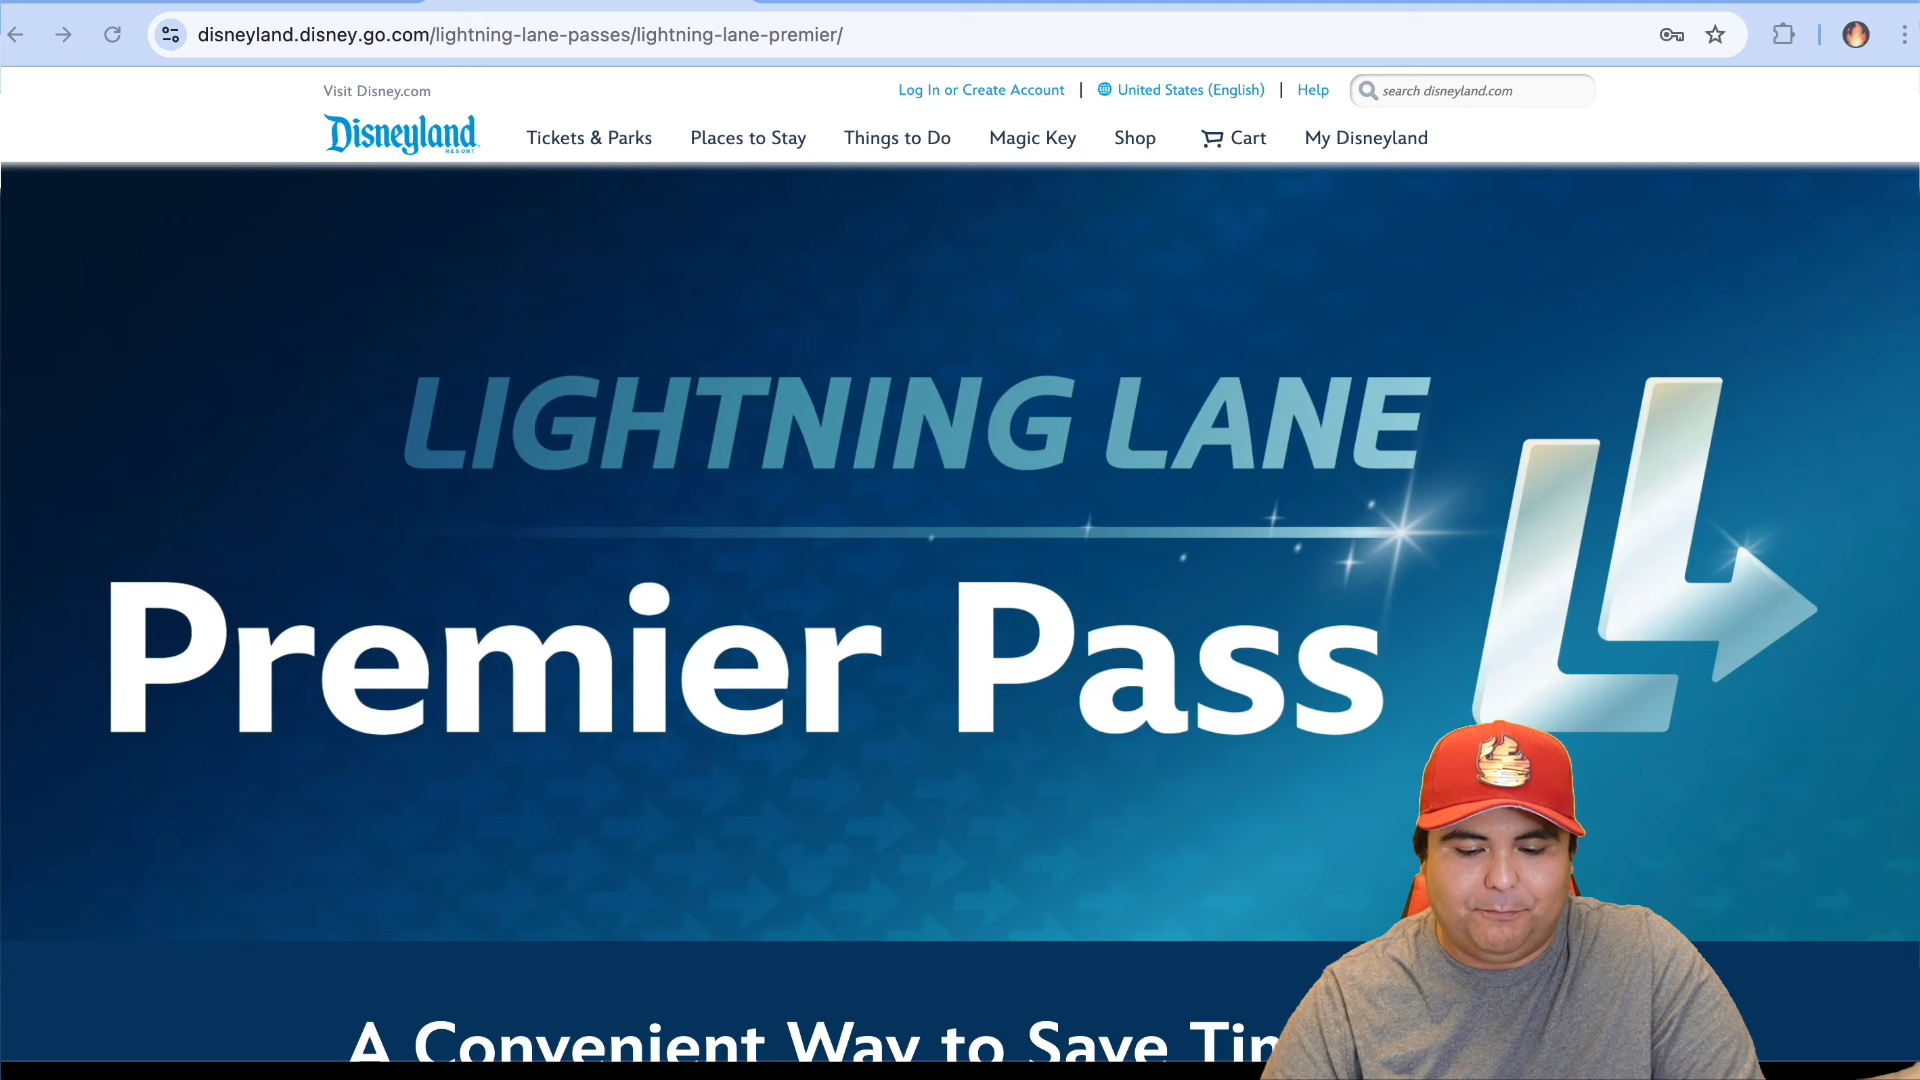 disneyland.disney.go.com/lightning-lane-passes/lightning-lane-premier/
Visit Disney.com
Log In or Create Account | United States (English) | Help
search disneyland.com
Disneyland
RESORT
Tickets & Parks Places to Stay Things to Do Magic Key Shop Cart My Disneyland
LIGHTNING LANE
Premier Pass
LL
A Convenient Way to Save